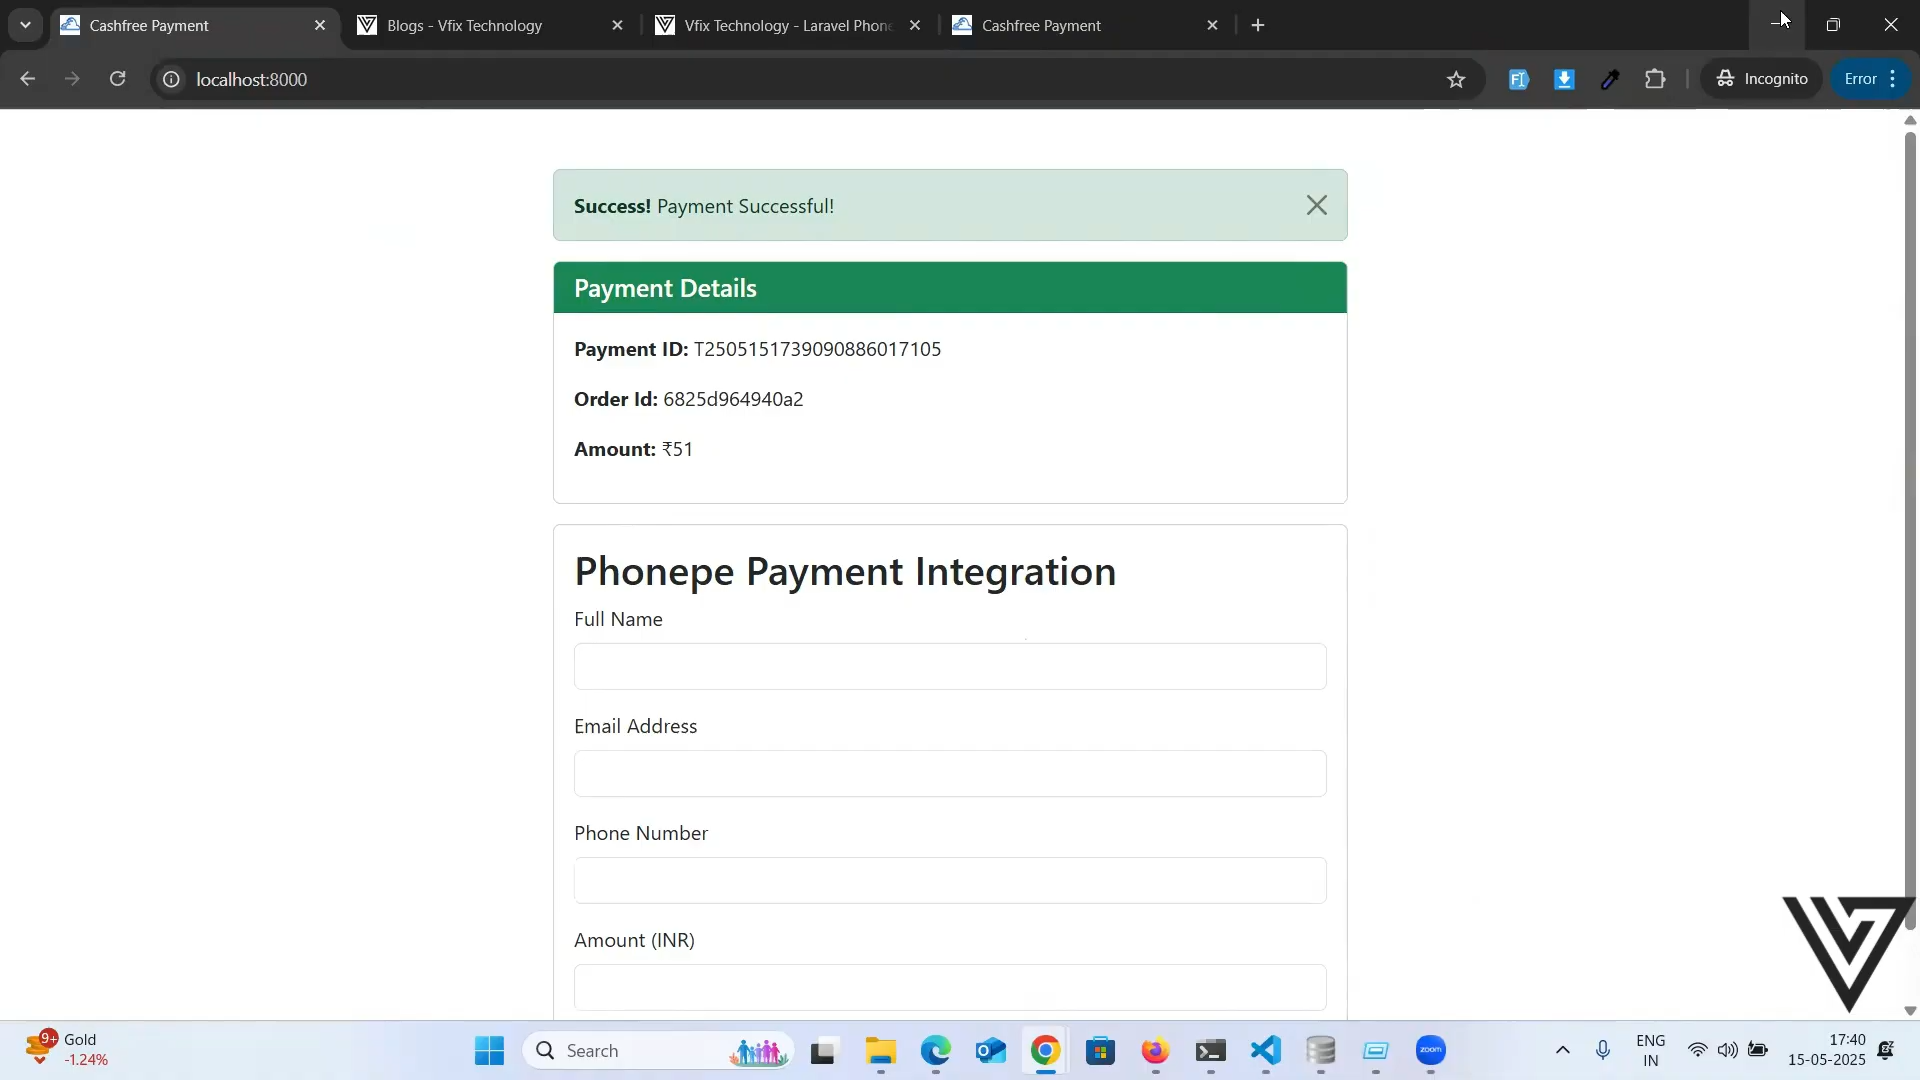 Cashfree Payment
Blogs - Vfix Technology
Vfix Technology - Laravel Phone
Cashfree Payment
localhost:8000
Incognito
Error
Success! Payment Successful!
Payment Details
Payment ID: T2505151739090886017105
Order Id: 6825d964940a2
Amount: ₹51
Phonepe Payment Integration
Full Name
Email Address
Phone Number
Amount (INR)
9+
Gold
-1.24%
Search
zoom
ENG
IN
17:40
15-05-2025